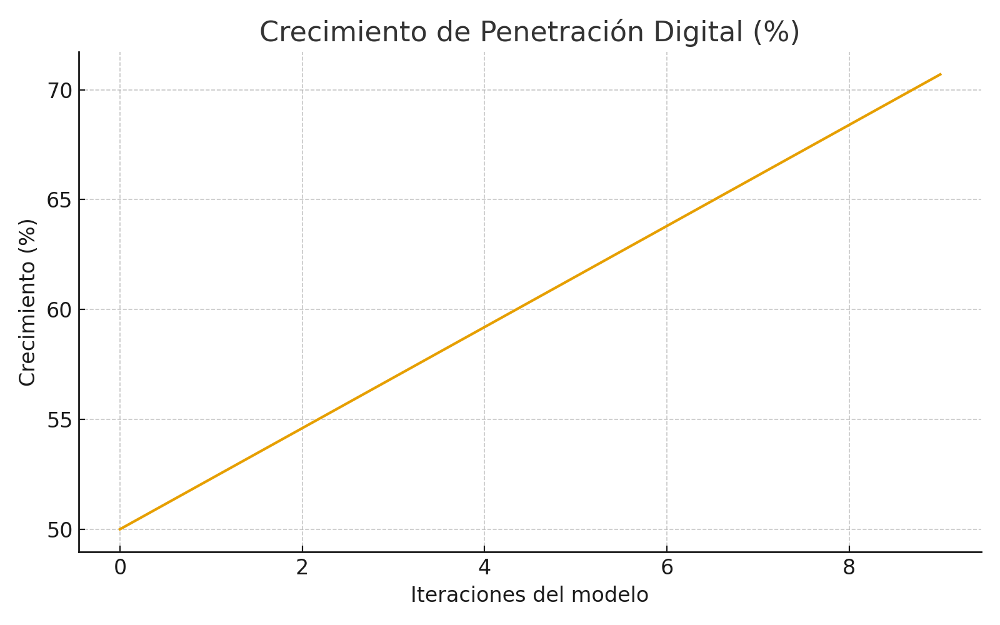 Crecimiento de Penetración Digital (%)
Crecimiento (%)
70
65
60
55
50
0 2 4 6 8
Iteraciones del modelo